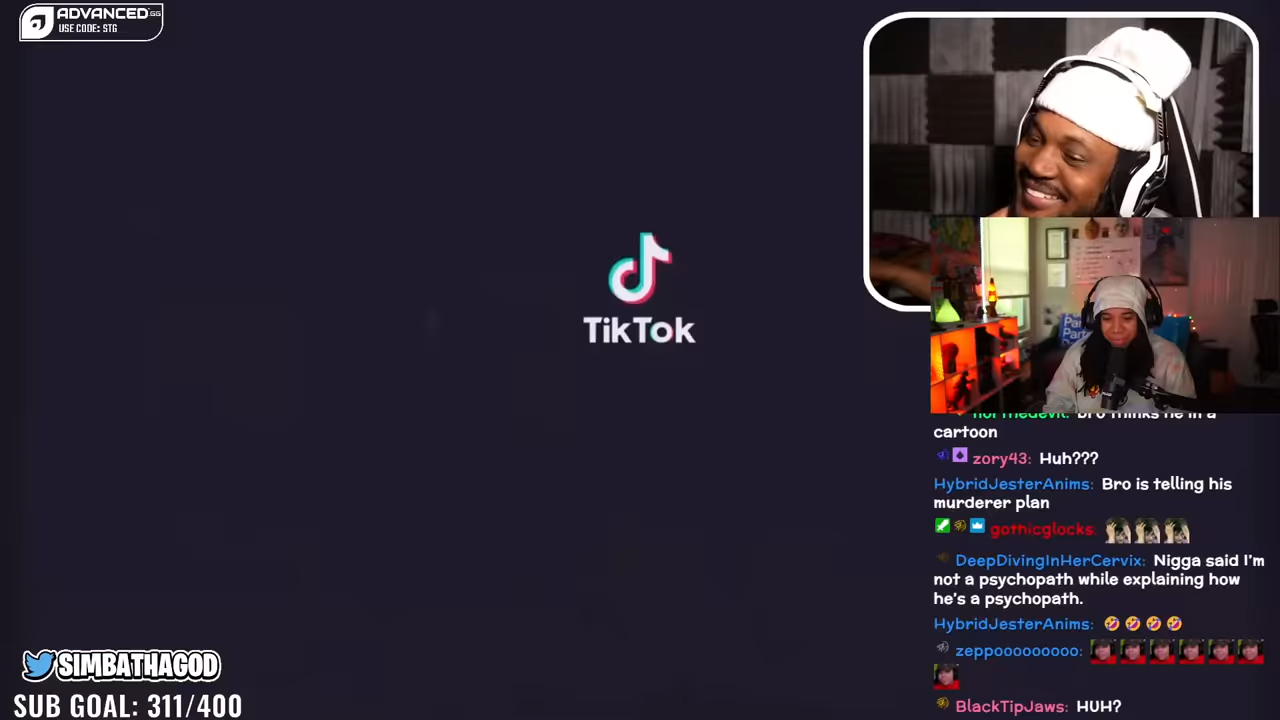 ADVANCED.GG
USE CODE: STG
TikTok
cartoon
zory43: Huh???
HybridJesterAnims: Bro is telling his
murderer plan
gothicglocks:
DeepDivingInHerCervix: Nigga said I'm
not a psychopath while explaining how
he's a psychopath.
HybridJesterAnims: 🤣 🤣 🤣 🤣
zeppooooooooo:
BlackTipJaws: HUH?
SIMBATHAGOD
SUB GOAL: 311/400